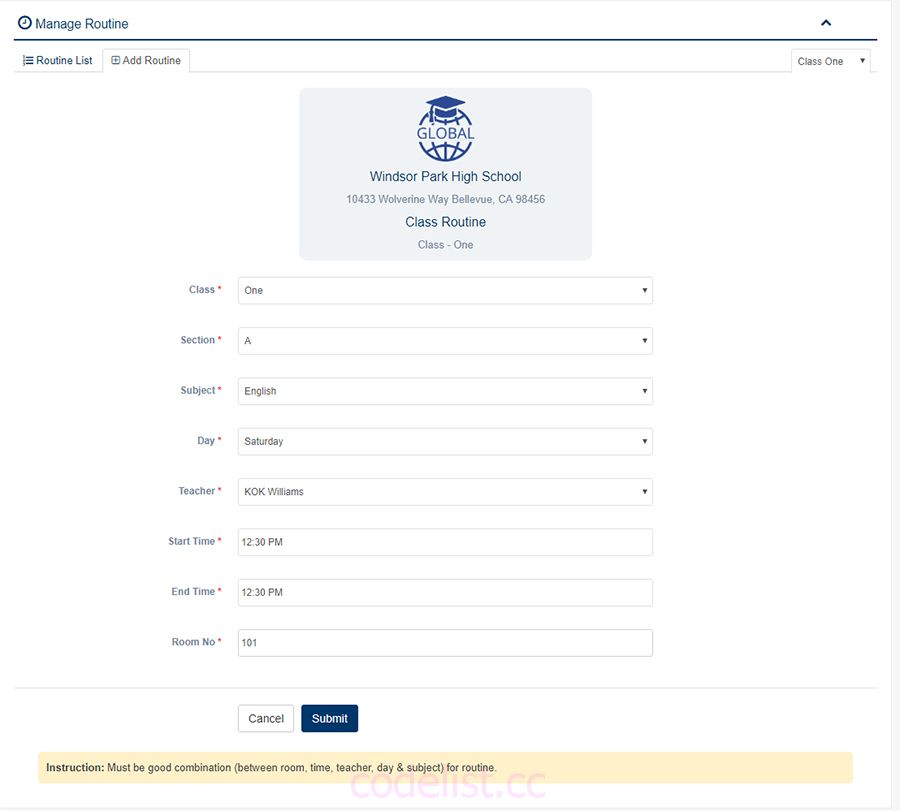 Manage Routine
Routine List Add Routine Class One
GLOBAL
Windsor Park High School
10433 Wolverine Way Bellevue, CA 98456
Class Routine
Class - One
Class * One
Section * A
Subject * English
Day * Saturday
Teacher * KOK Williams
Start Time * 12:30 PM
End Time * 12:30 PM
Room No * 101
Cancel Submit
Instruction: Must be good combination (between room, time, teacher, day & subject) for routine.
codelist.cc